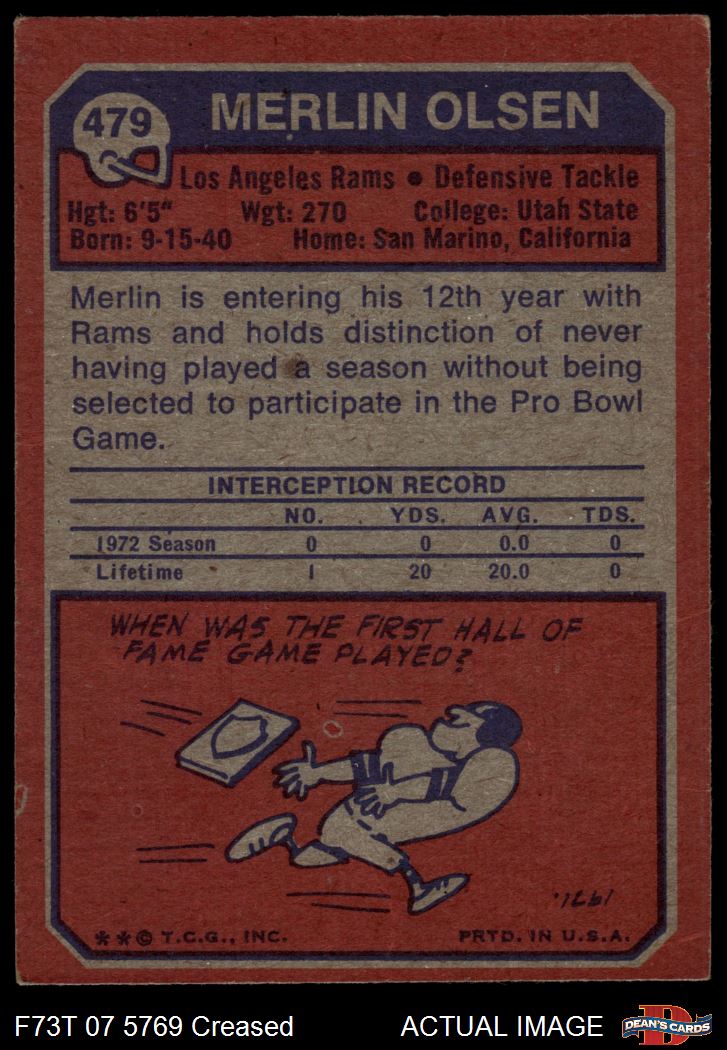 479
MERLIN OLSEN
Los Angeles Rams • Defensive Tackle
Hgt: 6'5" Wgt: 270 College: Utah State
Born: 9-15-40 Home: San Marino, California
Merlin is entering his 12th year with
Rams and holds distinction of never
having played a season without being
selected to participate in the Pro Bowl
Game.
INTERCEPTION RECORD
NO. YDS. AVG. TDS.
1972 Season 0 0 0.0 0
Lifetime 1 20 20.0 0
WHEN WAS THE FIRST HALL OF
FAME GAME PLAYED?
1971.
**© T.C.G., INC. PRTD. IN U.S.A.
F73T 07 5769 Creased ACTUAL IMAGE
D
DEAN'S CARDS